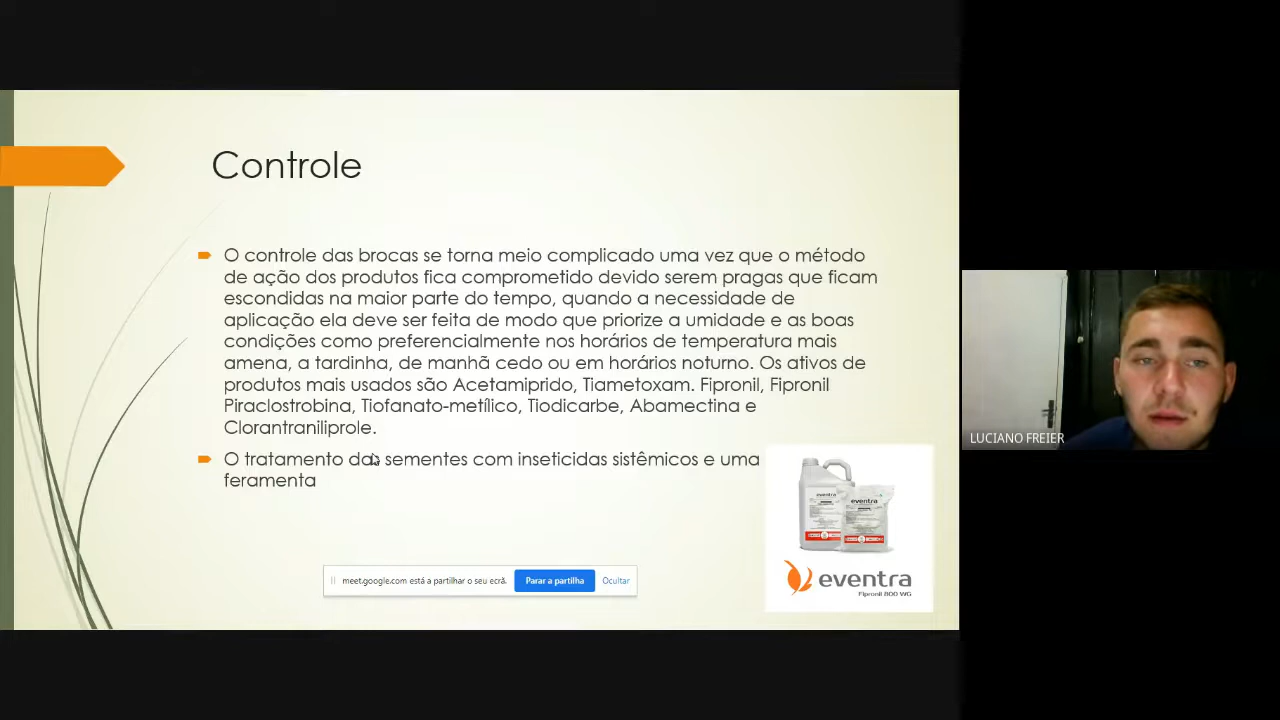 Controle
O controle das brocas se torna meio complicado uma vez que o método
de ação dos produtos fica comprometido devido serem pragas que ficam
escondidas na maior parte do tempo, quando a necessidade de
aplicação ela deve ser feita de modo que priorize a umidade e as boas
condições como preferencialmente nos horários de temperatura mais
amena, a tardinha, de manhã cedo ou em horários noturno. Os ativos de
produtos mais usados são Acetamiprido, Tiametoxam. Fipronil, Fipronil
Piraclostrobina, Tiofanato-metílico, Tiodicarbe, Abamectina e
Clorantraniliprole.
O tratamento das sementes com inseticidas sistêmicos e uma
feramenta
eventra
eventra
eventra
Fipronil 800 WG
meet.google.com está a partilhar o seu ecrã.
Parar a partilha
Ocultar
LUCIANO FREIER